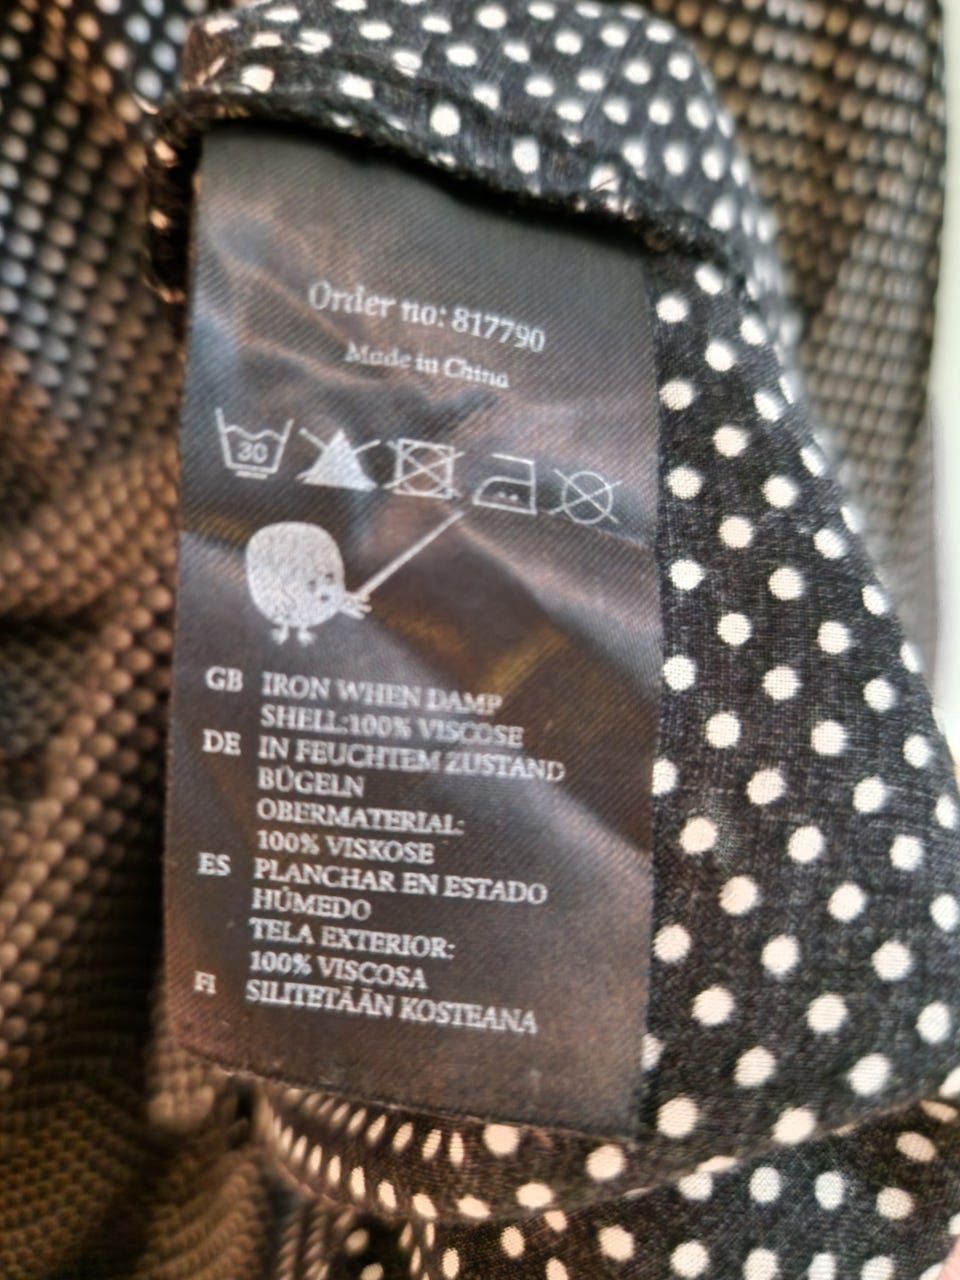 Order no: 817790
Made in China
30
GB IRON WHEN DAMP
SHELL:100% VISCOSE
DE IN FEUCHTEM ZUSTAND
BÜGELN
OBERMATERIAL:
100% VISKOSE
ES PLANCHAR EN ESTADO
HÚMEDO
TELA EXTERIOR:
100% VISCOSA
FI SILITETÄÄN KOSTEANA